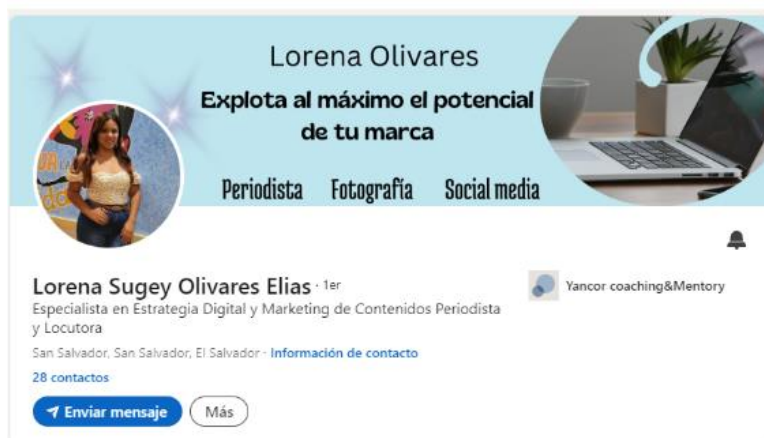 Lorena Olivares
Explota al máximo el potencial
de tu marca
Periodista Fotografía Social media
Lorena Sugey Olivares Elias · 1er
Yancor coaching&Mentory
Especialista en Estrategia Digital y Marketing de Contenidos Periodista
y Locutora
San Salvador, San Salvador, El Salvador · Información de contacto
28 contactos
Enviar mensaje
Más